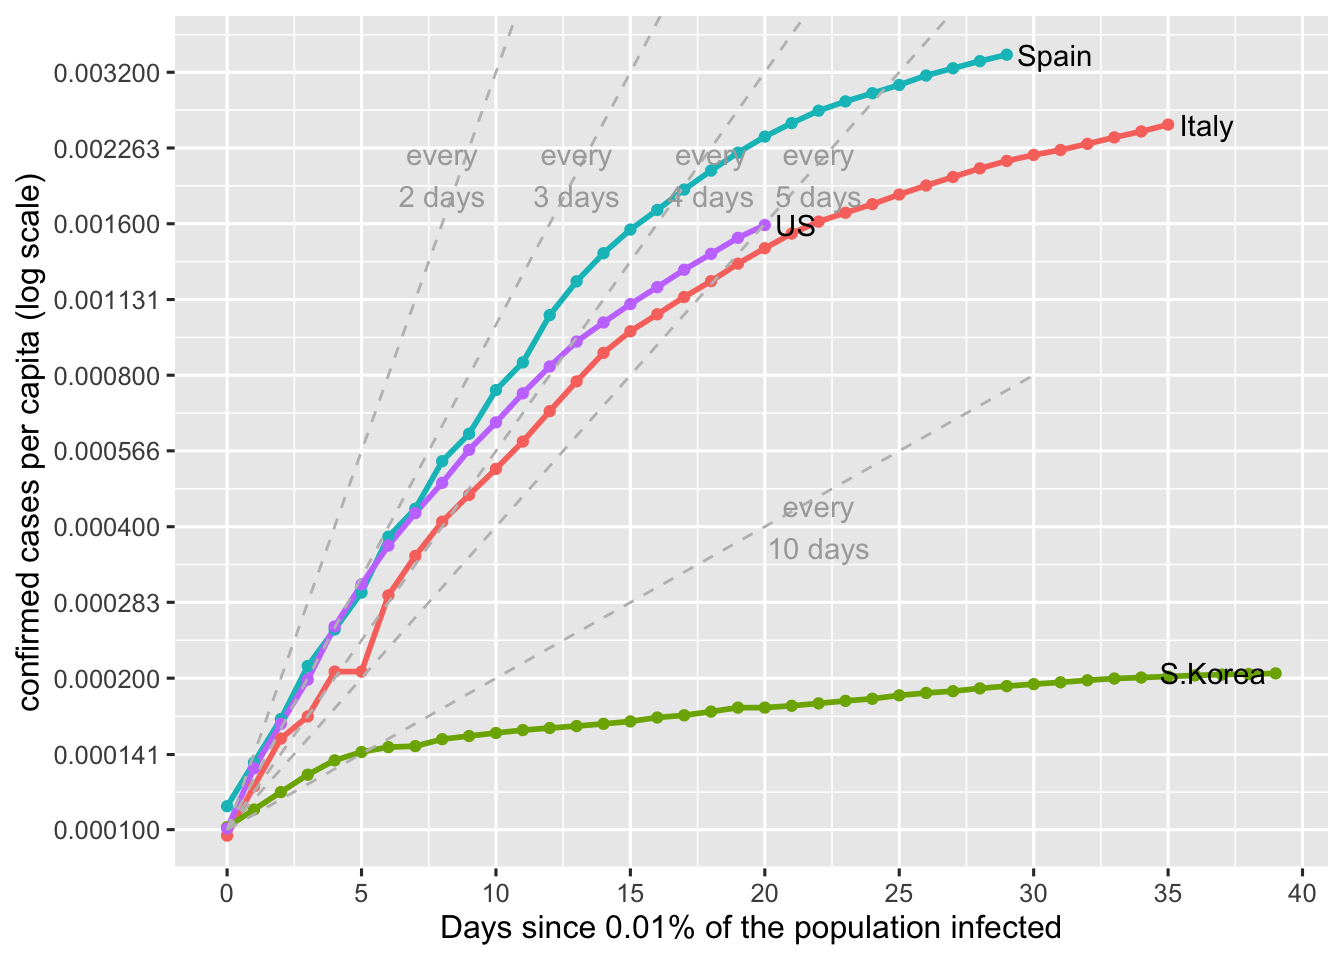 confirmed cases per capita (log scale)
0.003200
0.002263
0.001600
0.001131
0.000800
0.000566
0.000400
0.000283
0.000200
0.000141
0.000100
Spain
Italy
every
2 days
every
3 days
every
4 days
every
5 days
US
every
10 days
S.Korea
0 5 10 15 20 25 30 35 40
Days since 0.01% of the population infected